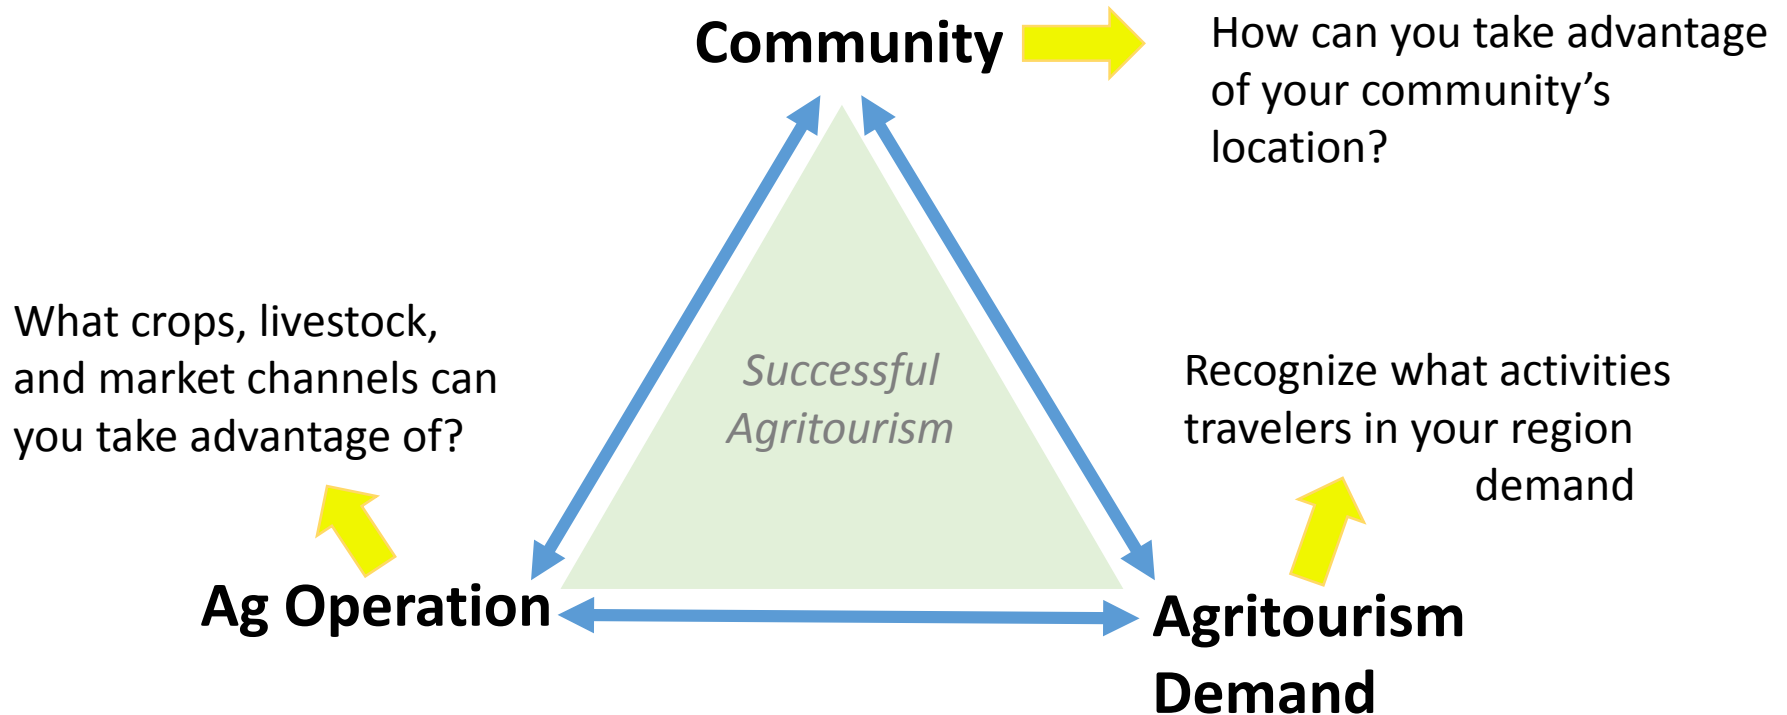 Community
How can you take advantage
of your community’s
location?
What crops, livestock,
and market channels can
you take advantage of?
Successful
Agritourism
Recognize what activities
travelers in your region
demand
Ag Operation
Agritourism
Demand